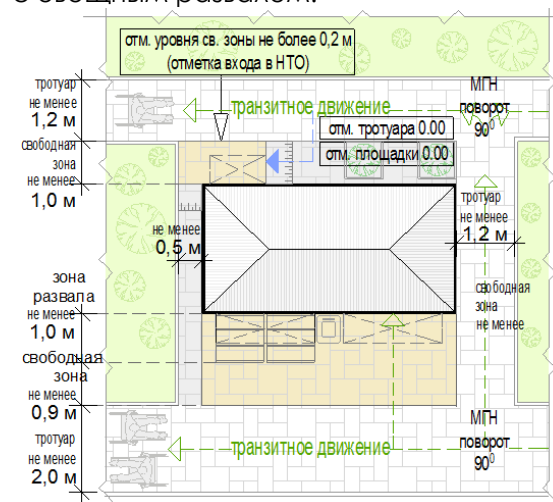 с овощным развалом.
отм. уровня св. зоны не более 0,2 м
(отметка входа в НТО)
тротуар
не менее
1,2 м
транзитное движение
МГН
поворот
90⁰
отм. тротуара 0.00
отм. площадки 0.00
свободная
зона
не менее
1,0 м
тротуар
не менее
1,2 м
не менее
0,5 м
зона
развала
не менее
1,0 м
свободная
зона
не менее
свободная
зона
не менее
0,9 м
тротуар
не менее
2,0 м
транзитное движение
МГН
поворот
90⁰